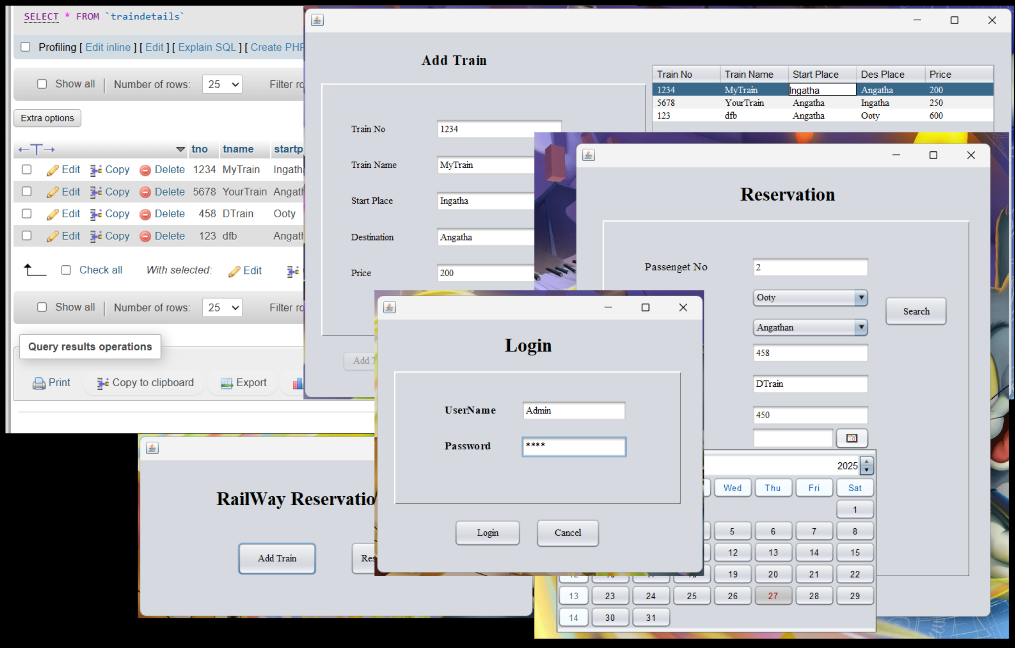 SELECT * FROM `traindetails`
Profiling [ Edit inline ] [ Edit ] [ Explain SQL ] [ Create PHP
Show all | Number of rows: 25 Filter ro
Extra options
←T→ tno tname startp
Edit Copy Delete 1234 MyTrain Ingath
Edit Copy Delete 5678 YourTrain Angath
Edit Copy Delete 458 DTrain Ooty
Edit Copy Delete 123 dfb Angath
Check all With selected: Edit
Show all | Number of rows: 25 Filter ro
Query results operations
Print Copy to clipboard Export
Add Train
Train No 1234
Train Name MyTrain
Start Place Ingatha
Destination Angatha
Price 200
Add T
Train No Train Name Start Place Des Place Price
1234 MyTrain Ingatha Angatha 200
5678 YourTrain Angatha Ingatha 250
123 dfb Angatha Ooty 600
Reservation
Passenget No 2
Ooty
Search
Angathan
458
DTrain
450
2025
Wed Thu Fri Sat
1
5 6 7 8
12 13 14 15
19 20 21 22
13 23 24 25 26 27 28 29
14 30 31
Login
UserName Admin
Password ****
Login Cancel
RailWay Reservatio
Add Train Res